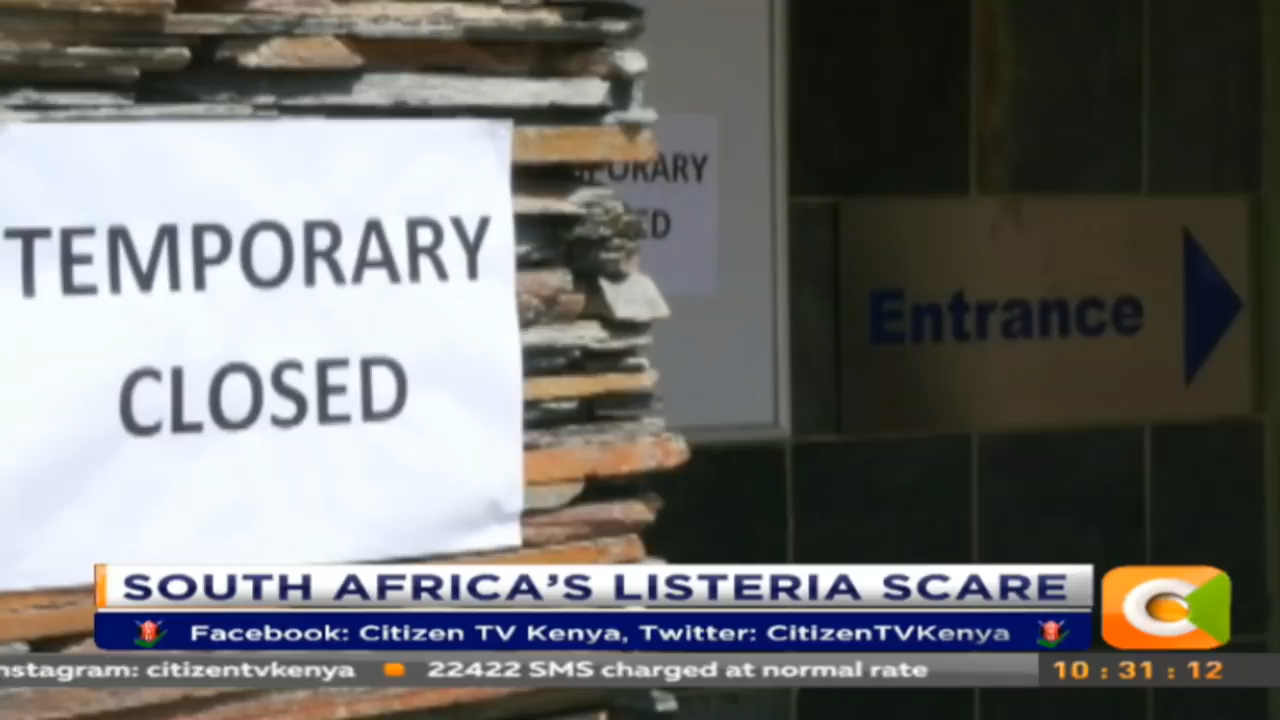 TEMPORARY
CLOSED
PORARY
ED
Entrance
SOUTH AFRICA'S LISTERIA SCARE
Facebook: Citizen TV Kenya, Twitter: CitizenTVKenya
nstagram: citizentvkenya 22422 SMS charged at normal rate
10:31:12